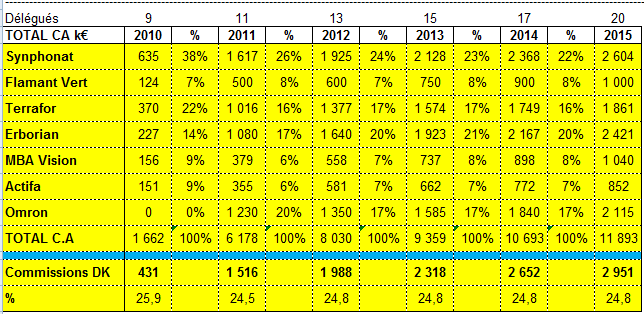 Délégués 9 11 13 15 17 20
TOTAL CA k€ 2010 % 2011 % 2012 % 2013 % 2014 % 2015
Synphonat 635 38% 1 617 26% 1 925 24% 2 128 23% 2 368 22% 2 604
Flamant Vert 124 7% 500 8% 600 7% 750 8% 900 8% 1 000
Terrafor 370 22% 1 016 16% 1 377 17% 1 574 17% 1 749 16% 1 861
Erborian 227 14% 1 080 17% 1 640 20% 1 923 21% 2 167 20% 2 421
MBA Vision 156 9% 379 6% 558 7% 737 8% 898 8% 1 040
Actifa 151 9% 355 6% 581 7% 662 7% 772 7% 852
Omron 0 0% 1 230 20% 1 350 17% 1 585 17% 1 840 17% 2 115
TOTAL C.A 1 662 100% 6 178 100% 8 030 100% 9 359 100% 10 693 100% 11 893
Commissions DK 431 1 516 1 988 2 318 2 652 2 951
% 25,9 24,5 24,8 24,8 24,8 24,8